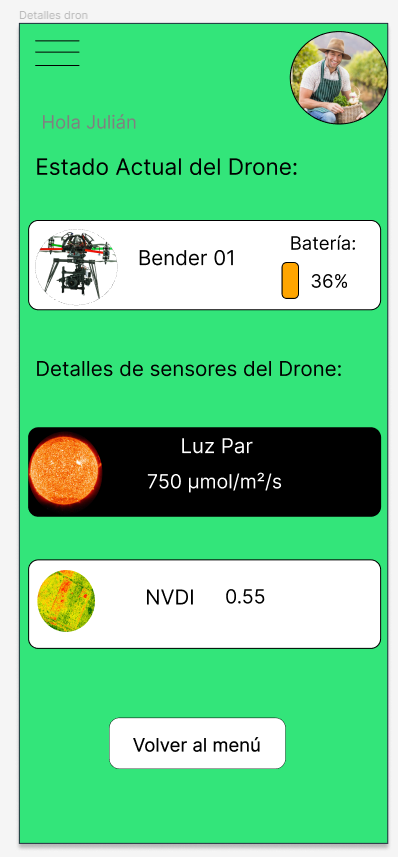 Detalles dron
Hola Julián
Estado Actual del Drone:
Bender 01
Batería:
36%
Detalles de sensores del Drone:
Luz Par
750 µmol/m²/s
NVDI 0.55
Volver al menú